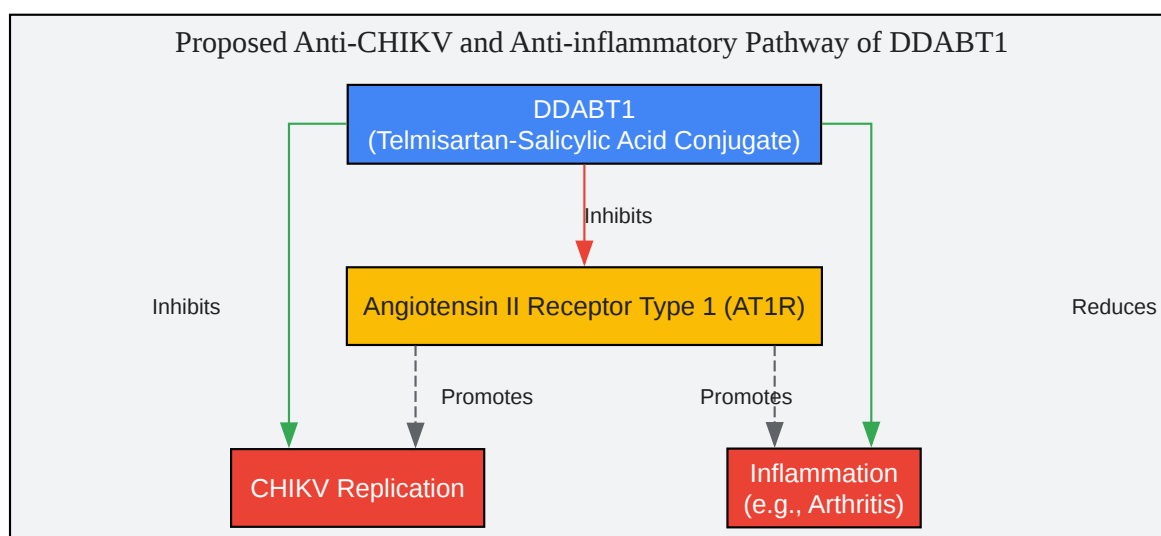 Proposed Anti-CHIKV and Anti-inflammatory Pathway of DDABT1
DDABT1
(Telmisartan-Salicylic Acid Conjugate)
Inhibits
Angiotensin II Receptor Type 1 (AT1R)
Inhibits
Reduces
Promotes
Promotes
CHIKV Replication
Inflammation
(e.g., Arthritis)